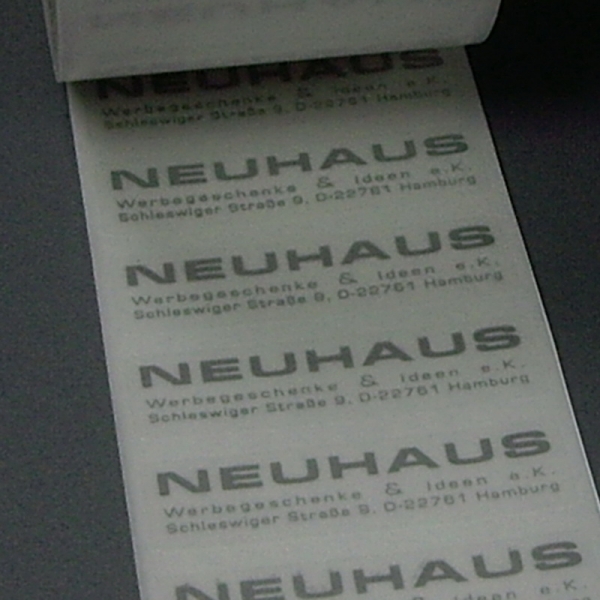 NEUHAUS
Werbegeschenke & Ideen e.K.
Schleswiger Straße 9, D-22761 Hamburg
NEUHAUS
Werbegeschenke & Ideen e.K.
Schleswiger Straße 9, D-22761 Hamburg
NEUHAUS
Werbegeschenke & Ideen e.K.
Schleswiger Straße 9, D-22761 Hamburg
NEUHAUS
Werbegeschenke & Ideen e.K.
Schleswiger Straße 9, D-22761 Hamburg
NEUHAUS
Werbegeschenke & Ideen e.K.
Schleswiger Straße 9, D-22761 Hamburg
NEUHAUS
& Ideen e.K.